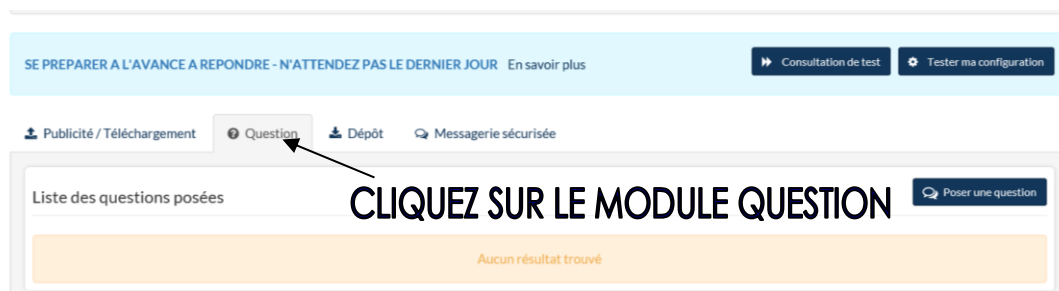 SE PREPARER A L'AVANCE A REPONDRE - N'ATTENDEZ PAS LE DERNIER JOUR En savoir plus
Consultation de test
Tester ma configuration
Publicité / Téléchargement
Question
Dépôt
Messagerie sécurisée
Liste des questions posées
CLIQUEZ SUR LE MODULE QUESTION
Poser une question
Aucun résultat trouvé